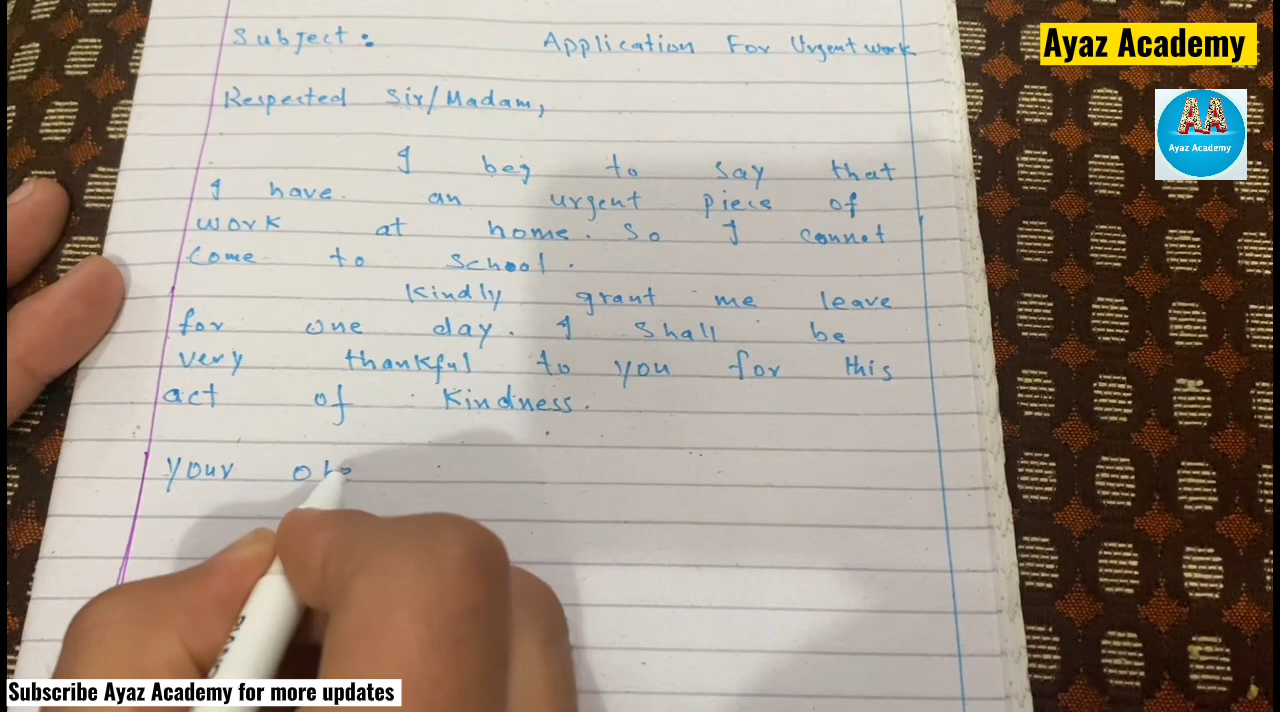 Subject: Application For Urgent work
Respected Sir/Madam,
I beg to say that
I have an urgent piece of
work at home. So I cannot
come to school.
Kindly grant me leave
for one day. I shall be
very thankful to you for this
act of kindness.
your obe
Ayaz Academy
AA
Ayaz Academy
Subscribe Ayaz Academy for more updates